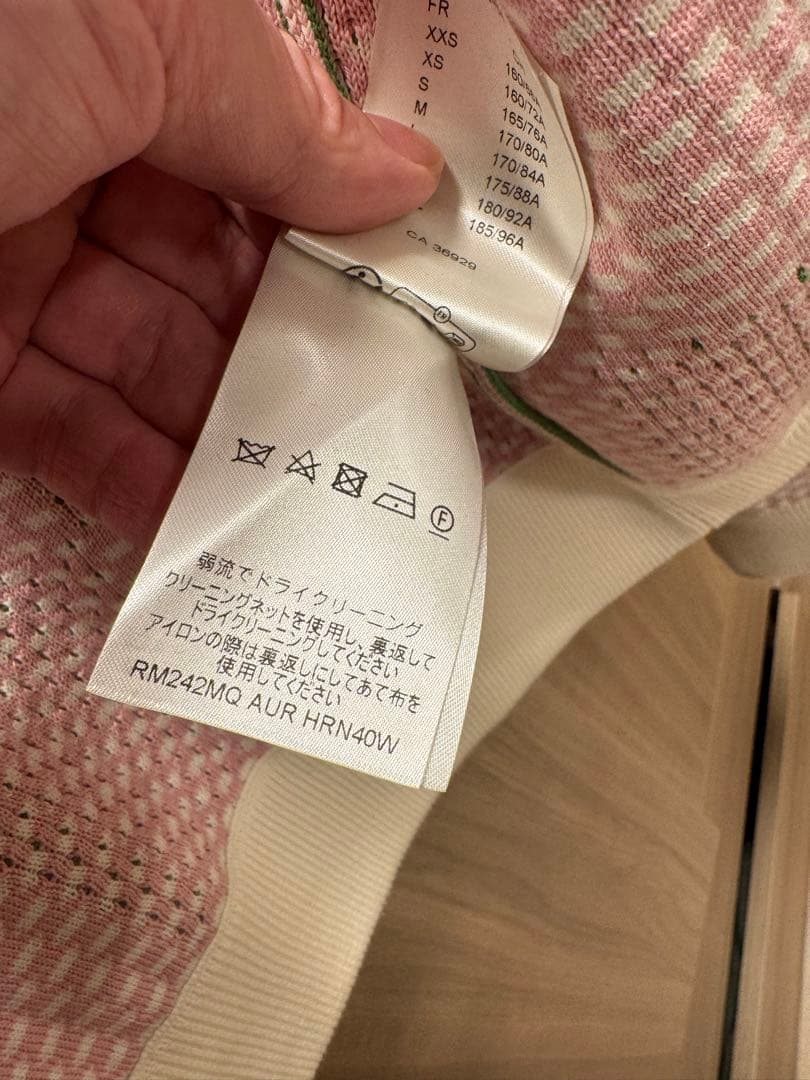 FR
XXS
XS
S
M
160/72A
165/76A
170/80A
170/84A
175/88A
180/92A
185/96A
CA 36929
F
弱流でドライクリーニング
クリーニングネットを使用し、裏返して
ドライクリーニングしてください
アイロンの際は裏返しにしてあて布を
使用してください
RM242MQ AUR HRN40W